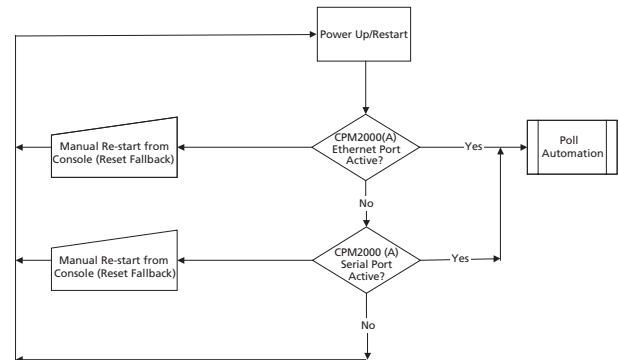 Power Up/Restart
Manual Re-start from
Console (Reset Fallback)
CPM2000(A)
Ethernet Port
Active?
Yes
Poll
Automation
No
Manual Re-start from
Console (Reset Fallback)
CPM2000 (A)
Serial Port
Active?
Yes
No